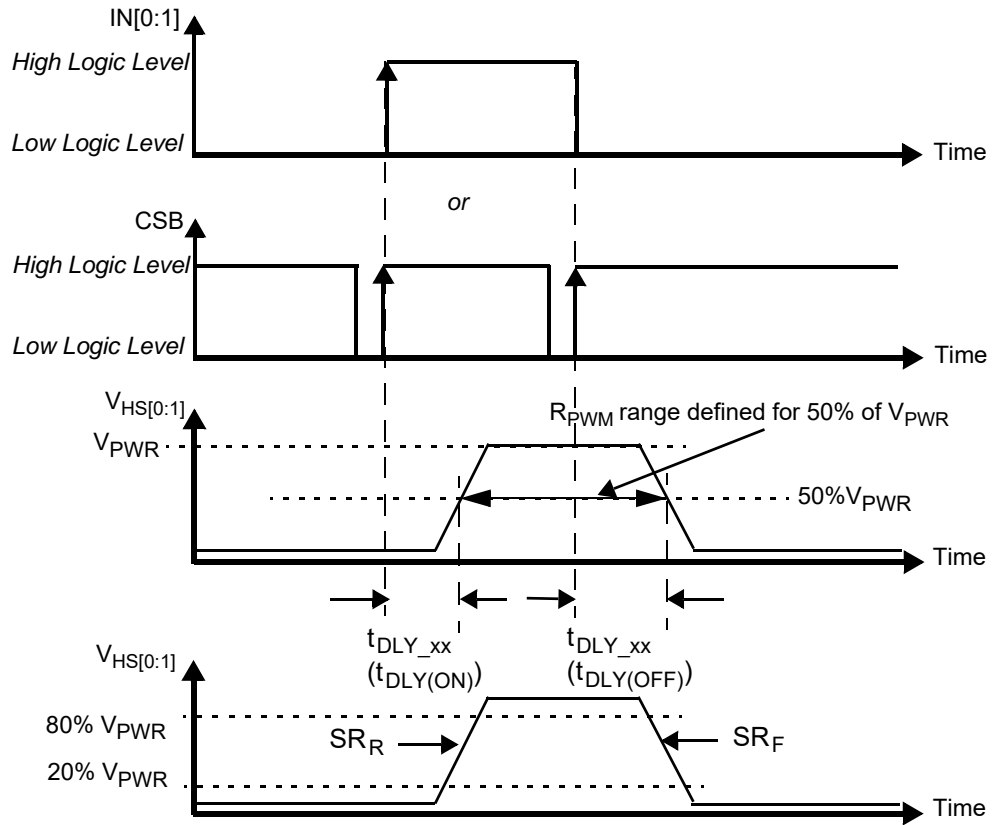 IN[0:1]
High Logic Level
Low Logic Level
Time
or
CSB
High Logic Level
Low Logic Level
Time
VHS[0:1]
RPWM range defined for 50% of VPWR
VPWR
50%VPWR
Time
tDLY_xx
(tDLY(ON))
tDLY_xx
(tDLY(OFF))
VHS[0:1]
80% VPWR
SRR
SRF
20% VPWR
Time